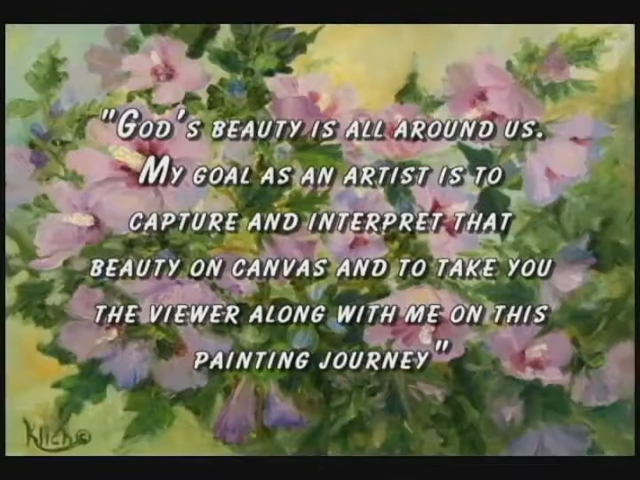 "God's beauty is all around us.
My goal as an artist is to
capture and interpret that
beauty on canvas and to take you
the viewer along with me on this
painting journey"
Klich©